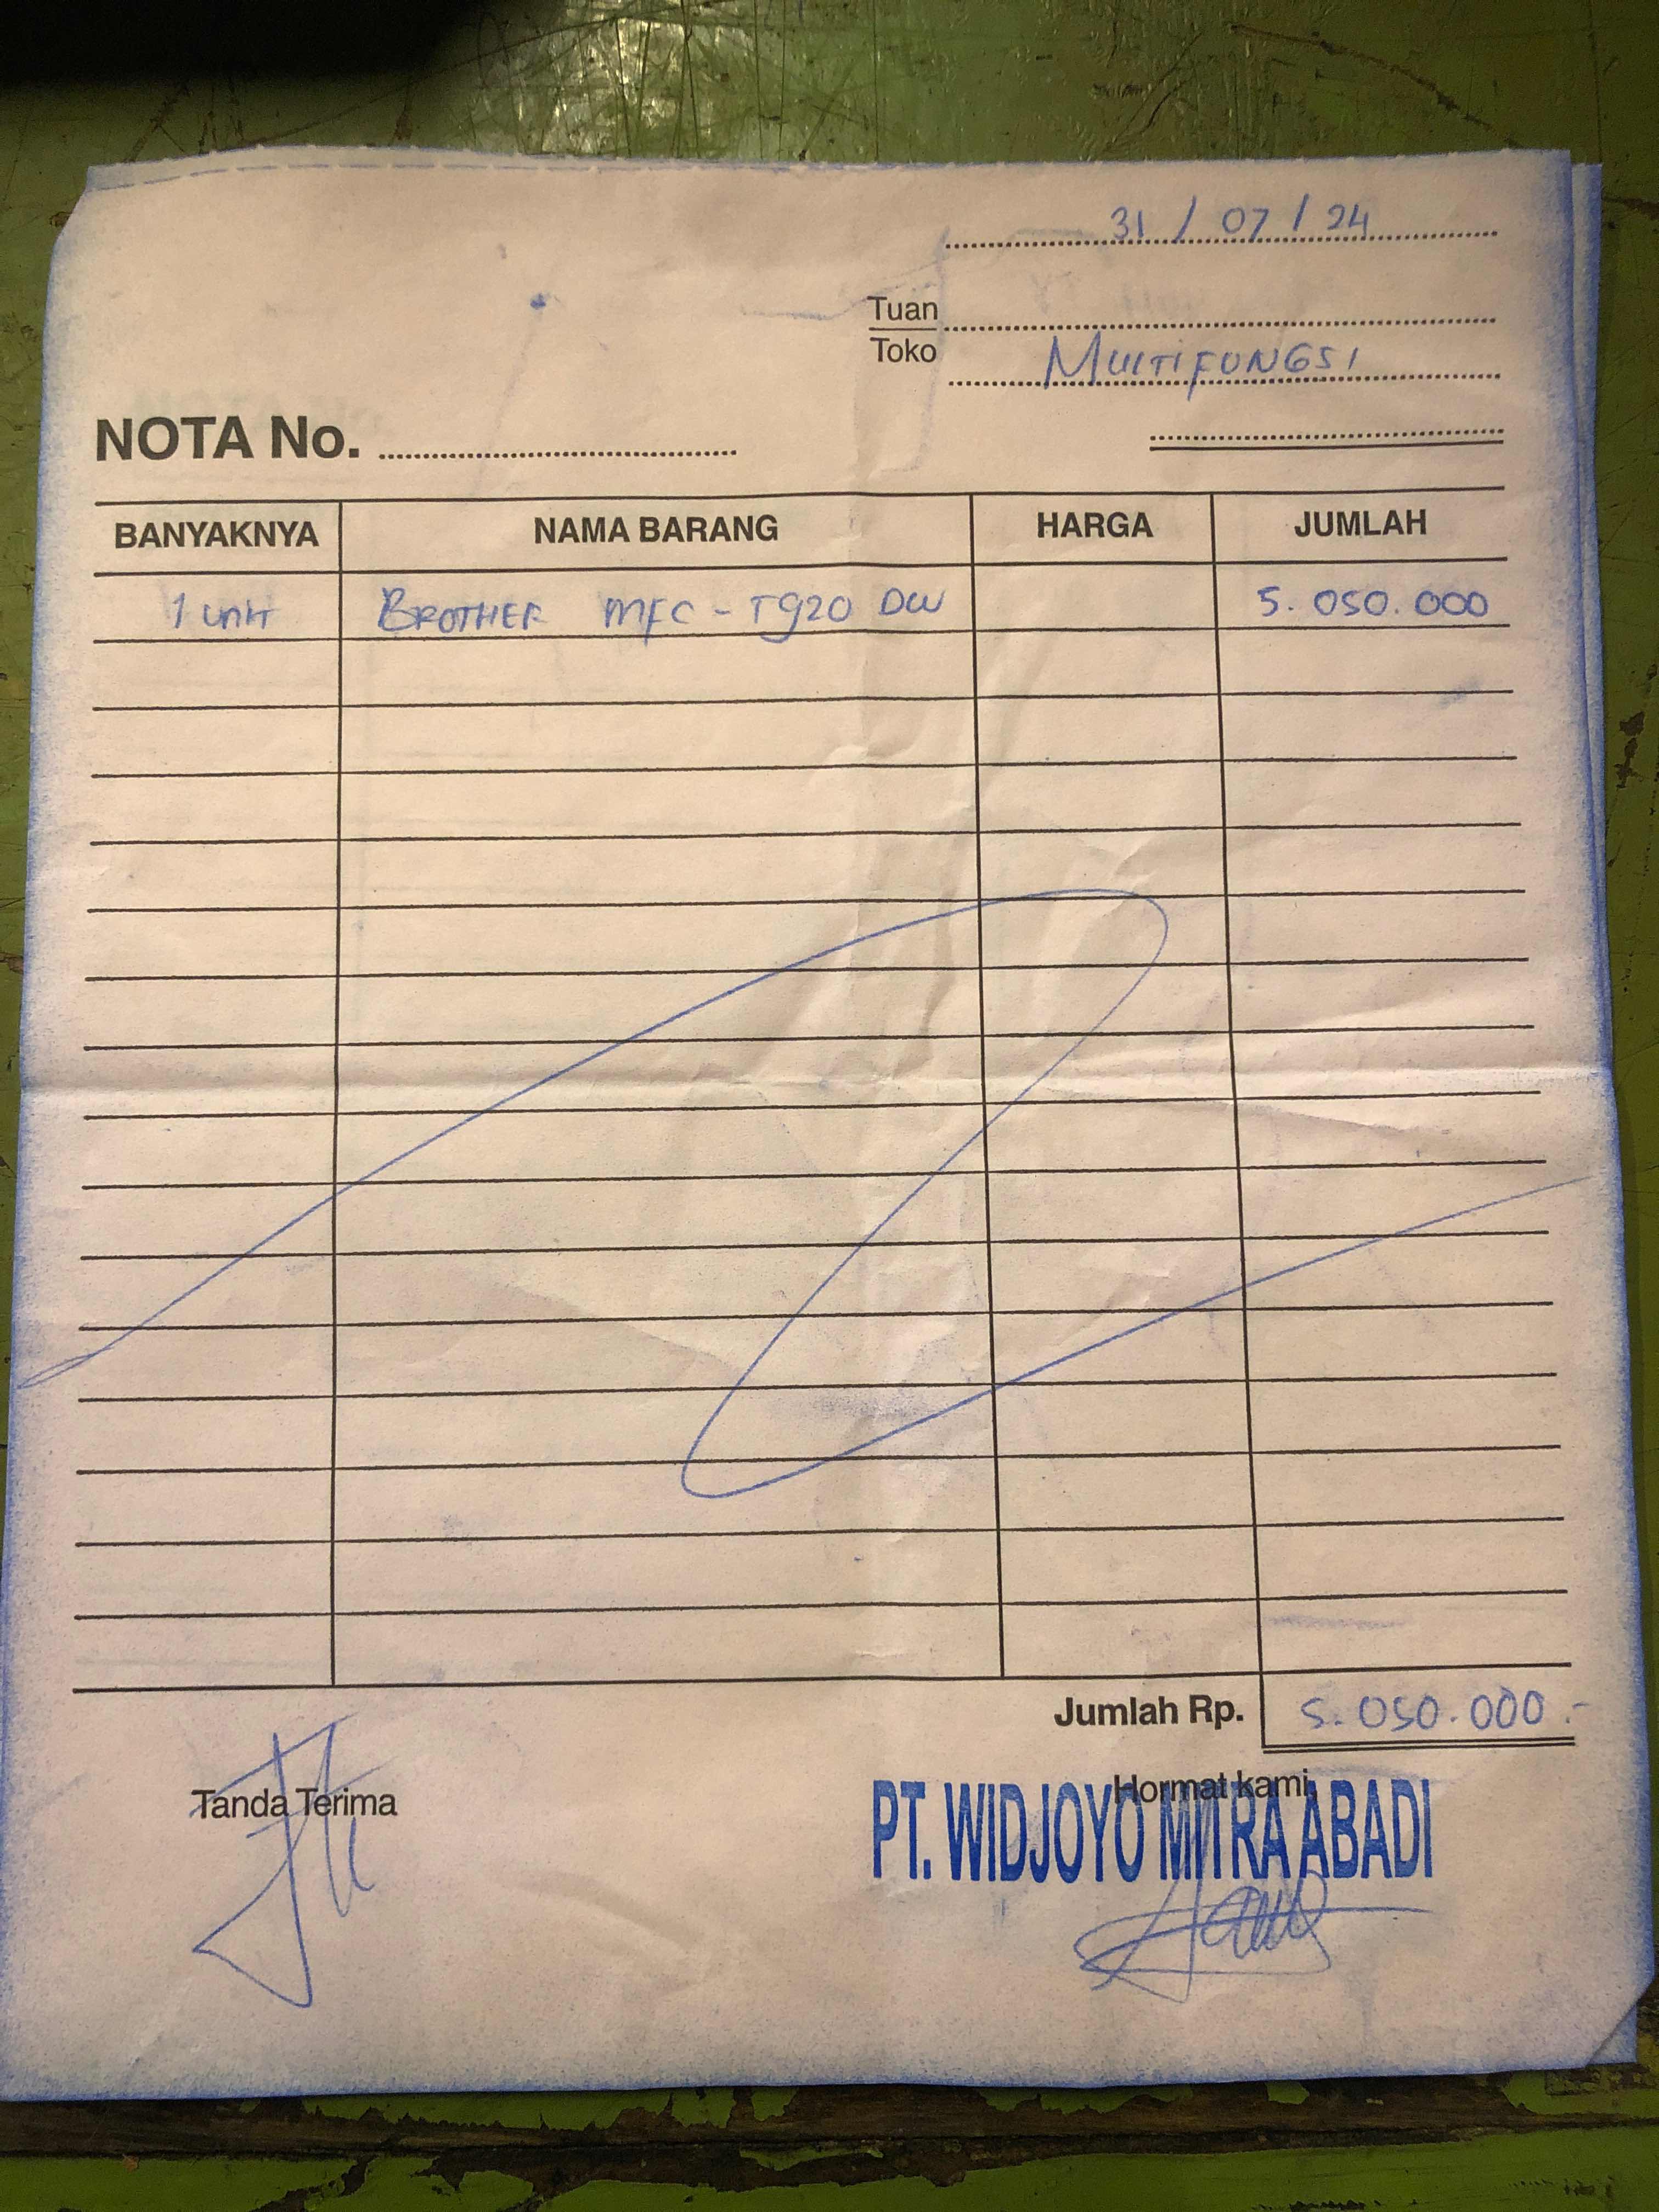 31 / 07 / 24
Tuan
Toko
MULTIFUNGSI
NOTA No.
BANYAKNYA NAMA BARANG HARGA JUMLAH
1 unit BROTHER MFC - T920 DW 5. 050. 000
Jumlah Rp. 5. 050. 000 .-
Tanda Terima Hormat kami,
PT. WIDJOYO MITRA ABADI